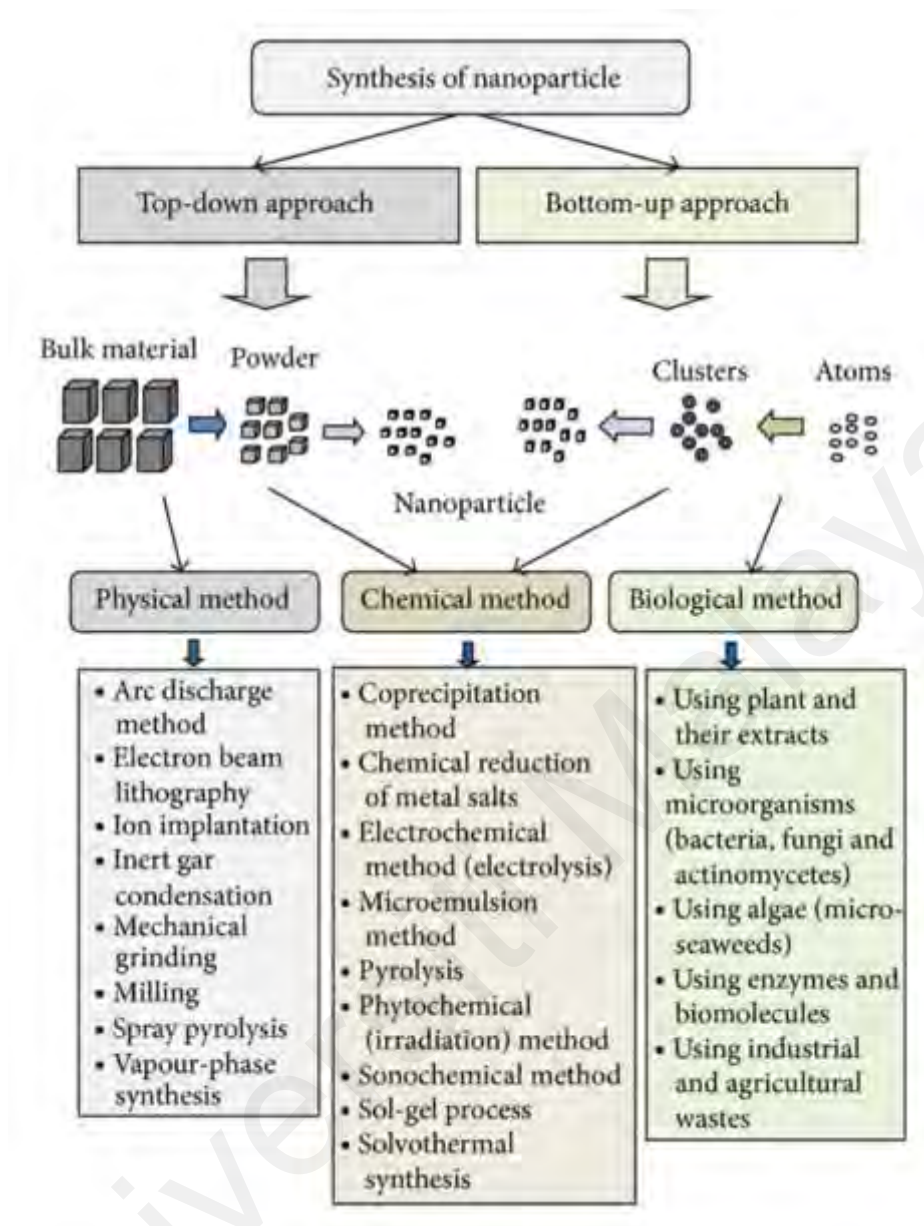 Synthesis of nanoparticle
Top-down approach
Bottom-up approach
Bulk material
Powder
Clusters
Atoms
Nanoparticle
Physical method
• Arc discharge
method
• Electron beam
lithography
• Ion implantation
• Inert gar
condensation
• Mechanical
grinding
• Milling
• Spray pyrolysis
• Vapour-phase
synthesis
Chemical method
• Coprecipitation
method
• Chemical reduction
of metal salts
• Electrochemical
method (electrolysis)
• Microemulsion
method
• Pyrolysis
• Phytochemical
(irradiation) method
• Sonochemical method
• Sol-gel process
• Solvothermal
synthesis
Biological method
• Using plant and
their extracts
• Using
microorganisms
(bacteria, fungi and
actinomycetes)
• Using algae (micro-
seaweeds)
• Using enzymes and
biomolecules
• Using industrial
and agricultural
wastes